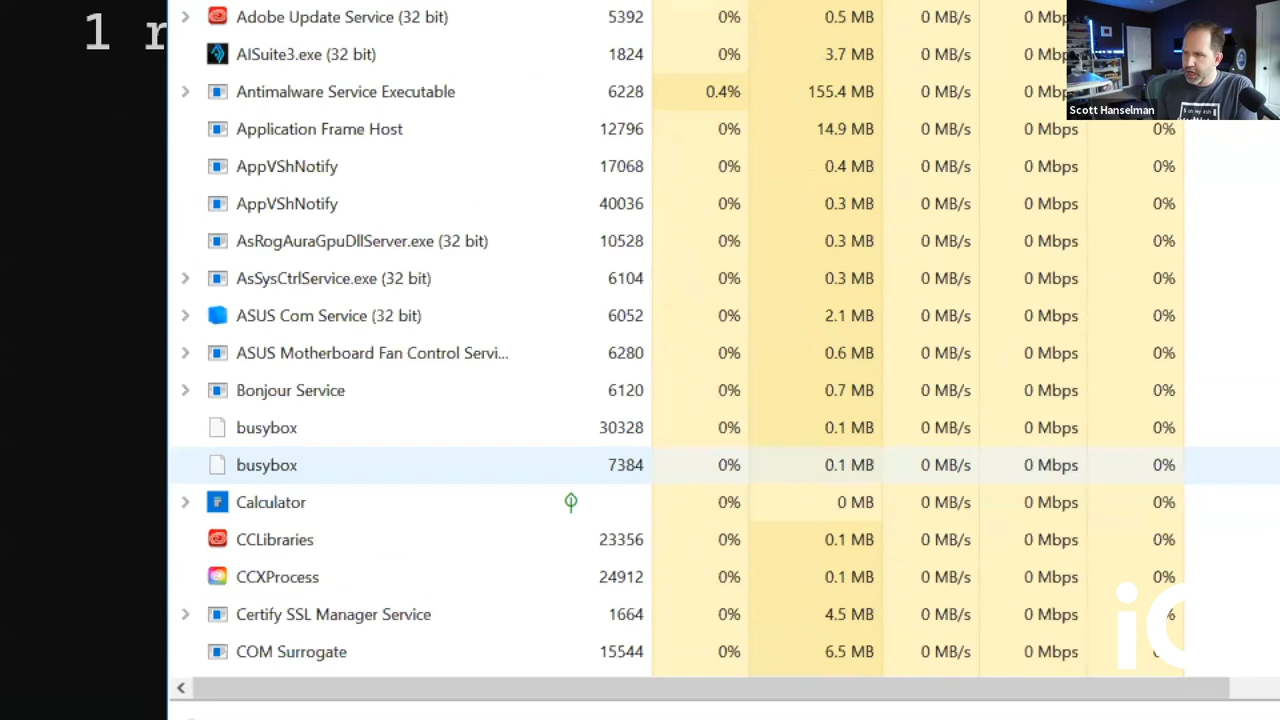 1 r
Adobe Update Service (32 bit) 5392 0% 0.5 MB 0 MB/s 0 Mbp
AISuite3.exe (32 bit) 1824 0% 3.7 MB 0 MB/s 0 Mbp
Antimalware Service Executable 6228 0.4% 155.4 MB 0 MB/s 0 Mbp
Scott Hanselman
Application Frame Host 12796 0% 14.9 MB 0 MB/s 0 Mbps 0%
AppVShNotify 17068 0% 0.4 MB 0 MB/s 0 Mbps 0%
AppVShNotify 40036 0% 0.3 MB 0 MB/s 0 Mbps 0%
AsRogAuraGpuDllServer.exe (32 bit) 10528 0% 0.3 MB 0 MB/s 0 Mbps 0%
AsSysCtrlService.exe (32 bit) 6104 0% 0.3 MB 0 MB/s 0 Mbps 0%
ASUS Com Service (32 bit) 6052 0% 2.1 MB 0 MB/s 0 Mbps 0%
ASUS Motherboard Fan Control Servi... 6280 0% 0.6 MB 0 MB/s 0 Mbps 0%
Bonjour Service 6120 0% 0.7 MB 0 MB/s 0 Mbps 0%
busybox 30328 0% 0.1 MB 0 MB/s 0 Mbps 0%
busybox 7384 0% 0.1 MB 0 MB/s 0 Mbps 0%
Calculator 0% 0 MB 0 MB/s 0 Mbps 0%
CCLibraries 23356 0% 0.1 MB 0 MB/s 0 Mbps 0%
CCXProcess 24912 0% 0.1 MB 0 MB/s 0 Mbps 0%
Certify SSL Manager Service 1664 0% 4.5 MB 0 MB/s 0 Mbps %
COM Surrogate 15544 0% 6.5 MB 0 MB/s 0 Mbps